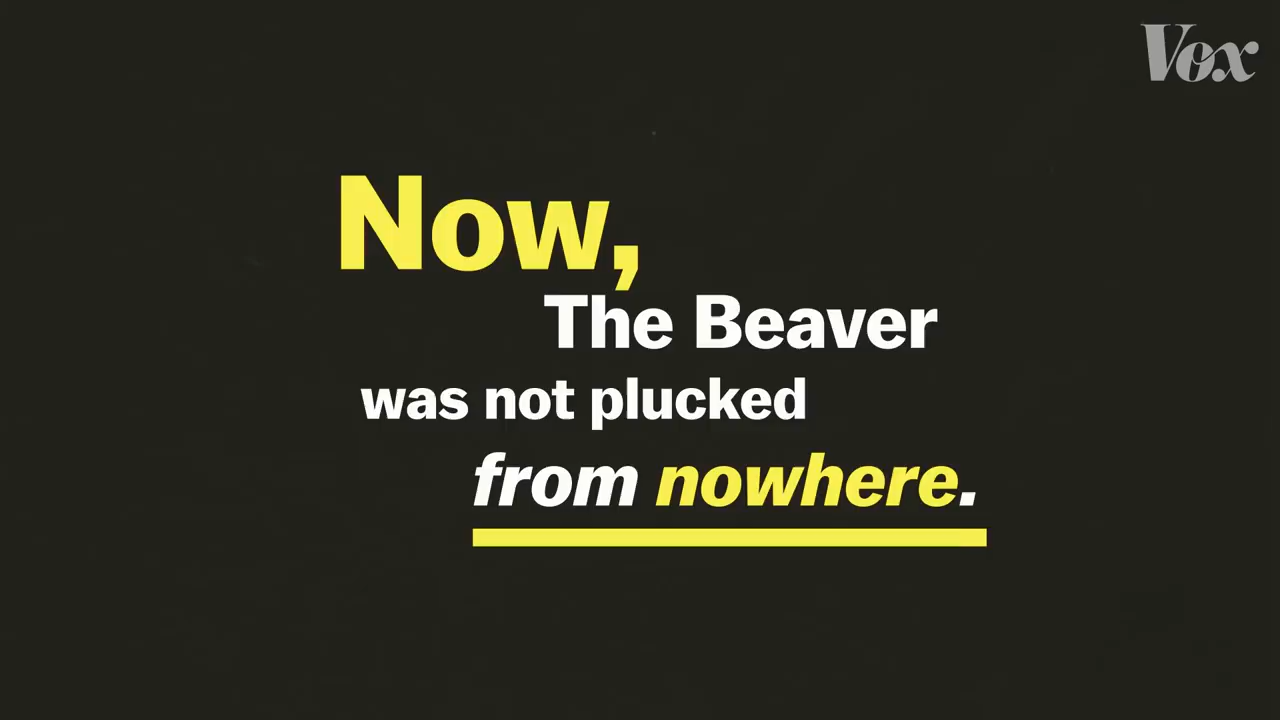 Vox
Now,
The Beaver
was not plucked
from nowhere.